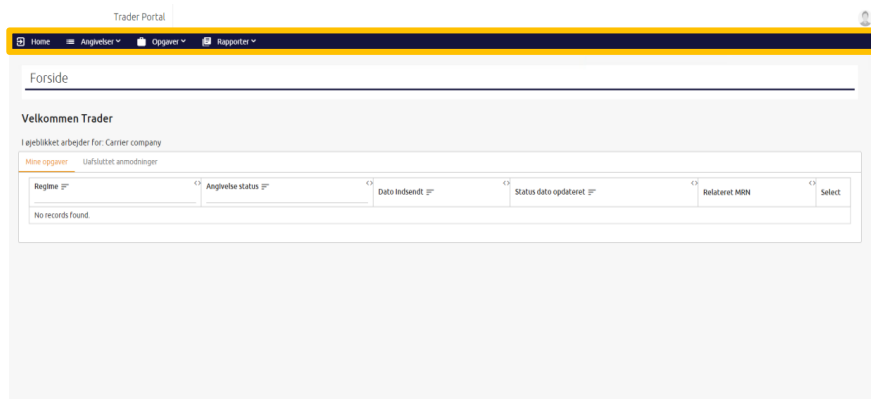 Trader Portal
Home Angivelser Opgaver Rapporter
Forside
Velkommen Trader
I øjeblikket arbejder for: Carrier company
Mine opgaver Uafsluttet anmodninger
Regime Angivelse status Dato Indsendt Status dato opdateret Relateret MRN Select
No records found.